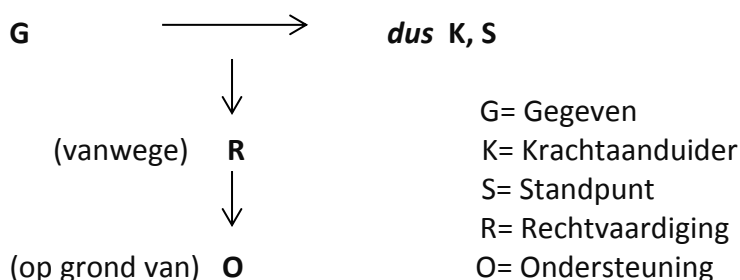 G dus K, S
G= Gegeven
(vanwege) R K= Krachtaanduider
S= Standpunt
R= Rechtvaardiging
(op grond van) O O= Ondersteuning